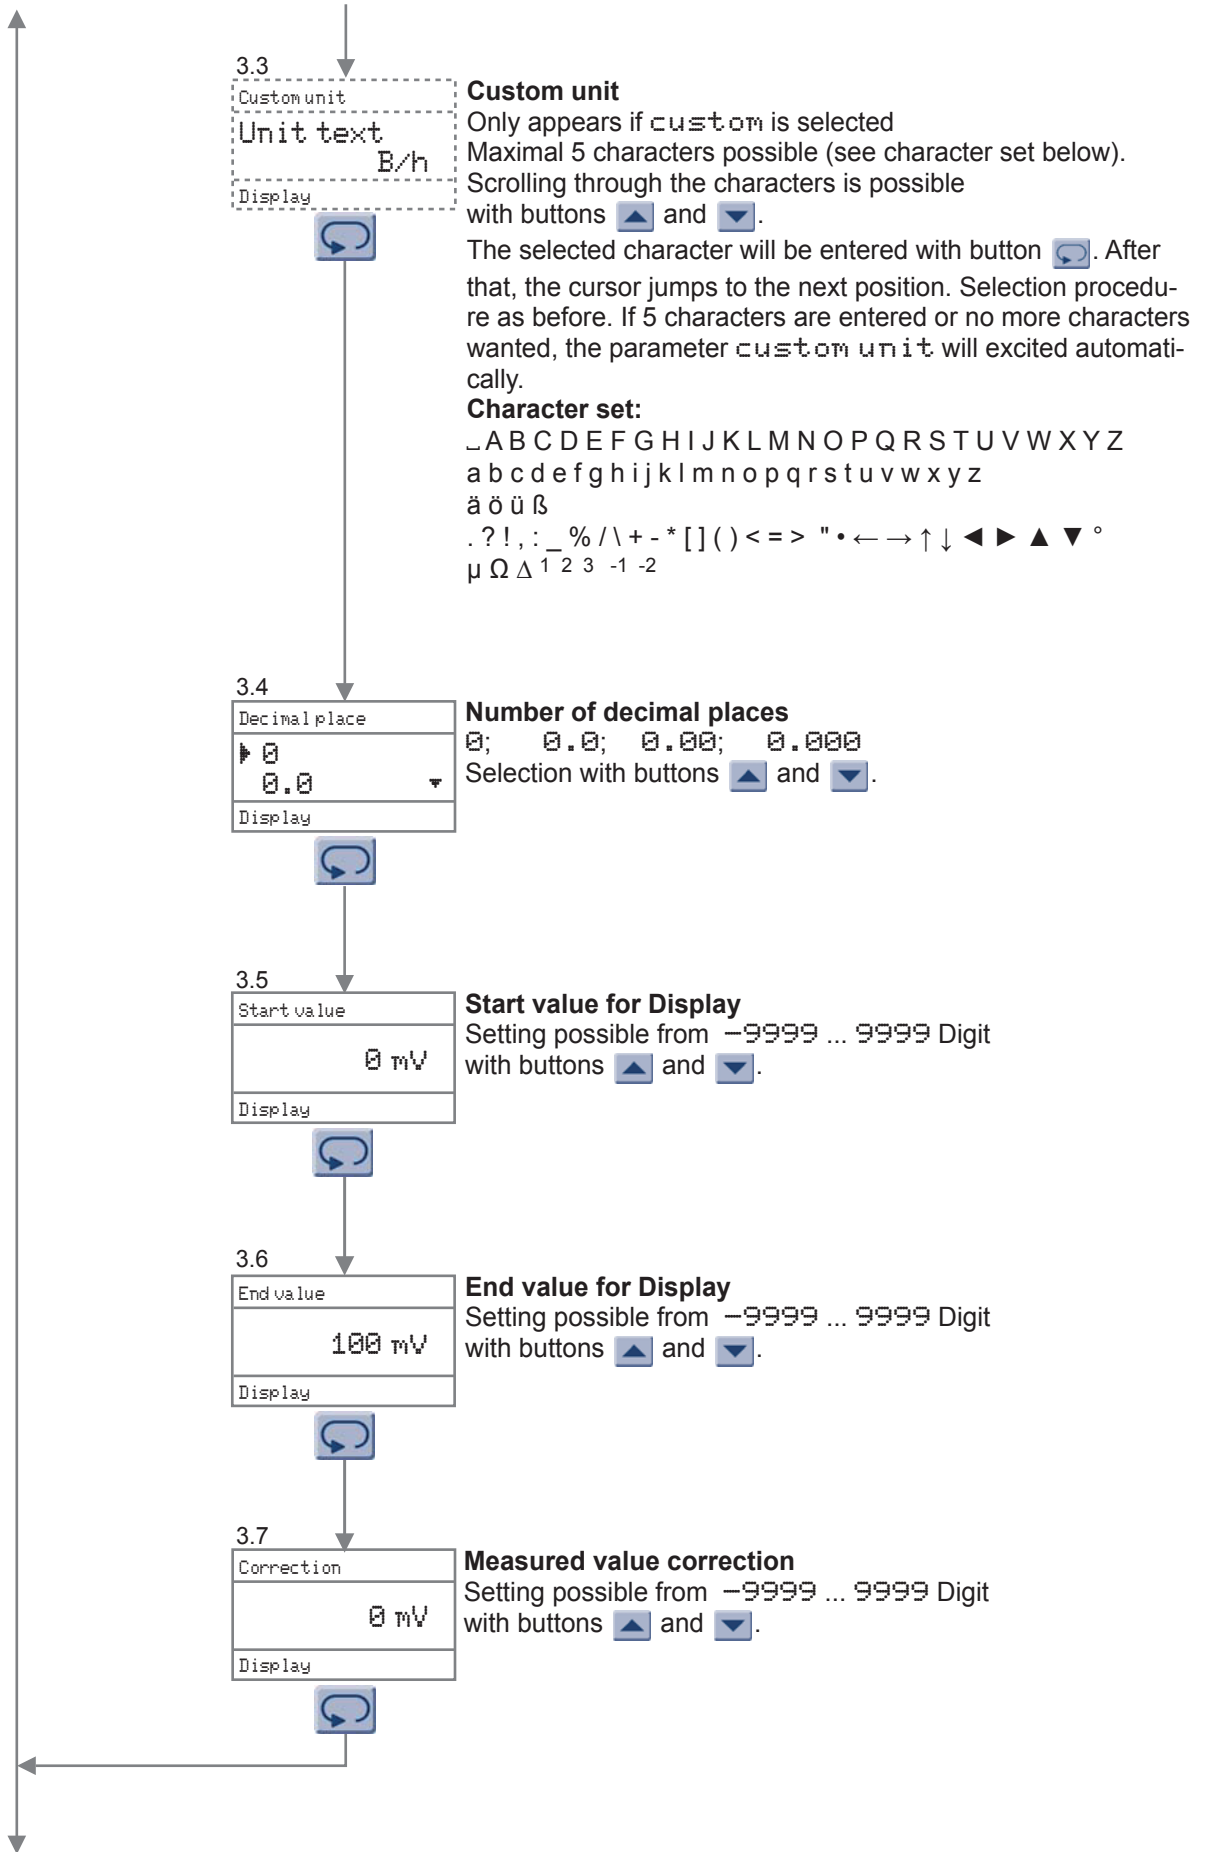 3.3
Custom unit
Unit text
B/h
Display
Custom unit
Only appears if custom is selected
Maximal 5 characters possible (see character set below).
Scrolling through the characters is possible
with buttons ▲ and ▼.
The selected character will be entered with button . After
that, the cursor jumps to the next position. Selection procedu-
re as before. If 5 characters are entered or no more characters
wanted, the parameter custom unit will excited automati-
cally.
Character set:
⎵ A B C D E F G H I J K L M N O P Q R S T U V W X Y Z
a b c d e f g h i j k l m n o p q r s t u v w x y z
ä ö ü ß
. ? ! , : _ % / \ + - * [ ] ( ) < = > " • ← → ↑ ↓ ◄ ► ▲ ▼ °
µ Ω Δ ¹ ² ³ ⁻¹ ⁻²
3.4
Decimal place
0
0.0
Display
Number of decimal places
0; 0.0; 0.00; 0.000
Selection with buttons ▲ and ▼.
3.5
Start value
0 mV
Display
Start value for Display
Setting possible from -9999 ... 9999 Digit
with buttons ▲ and ▼.
3.6
End value
100 mV
Display
End value for Display
Setting possible from -9999 ... 9999 Digit
with buttons ▲ and ▼.
3.7
Correction
0 mV
Display
Measured value correction
Setting possible from -9999 ... 9999 Digit
with buttons ▲ and ▼.